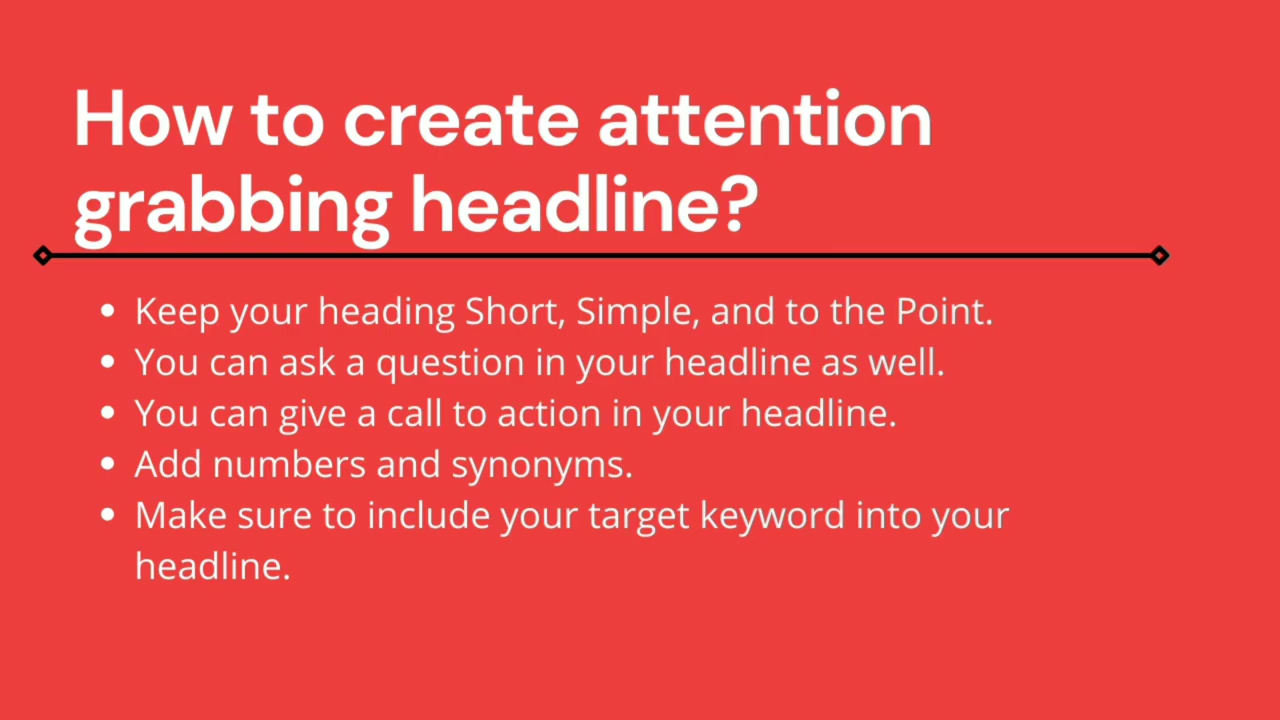 How to create attention
grabbing headline?
• Keep your heading Short, Simple, and to the Point.
• You can ask a question in your headline as well.
• You can give a call to action in your headline.
• Add numbers and synonyms.
• Make sure to include your target keyword into your
headline.